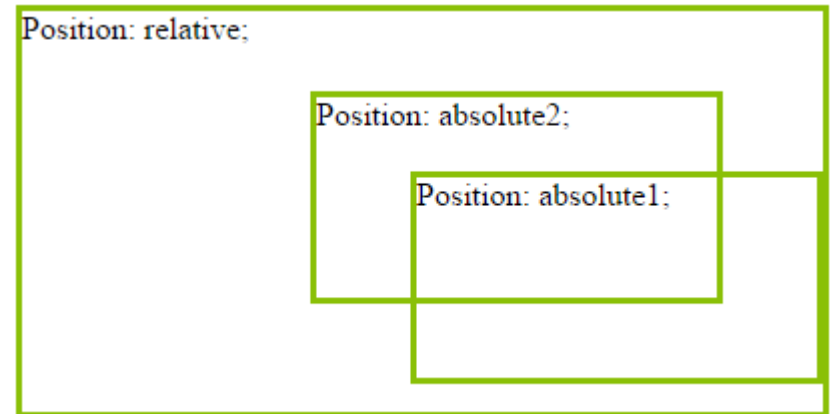 Position: relative;
Position: absolute2;
Position: absolute1;